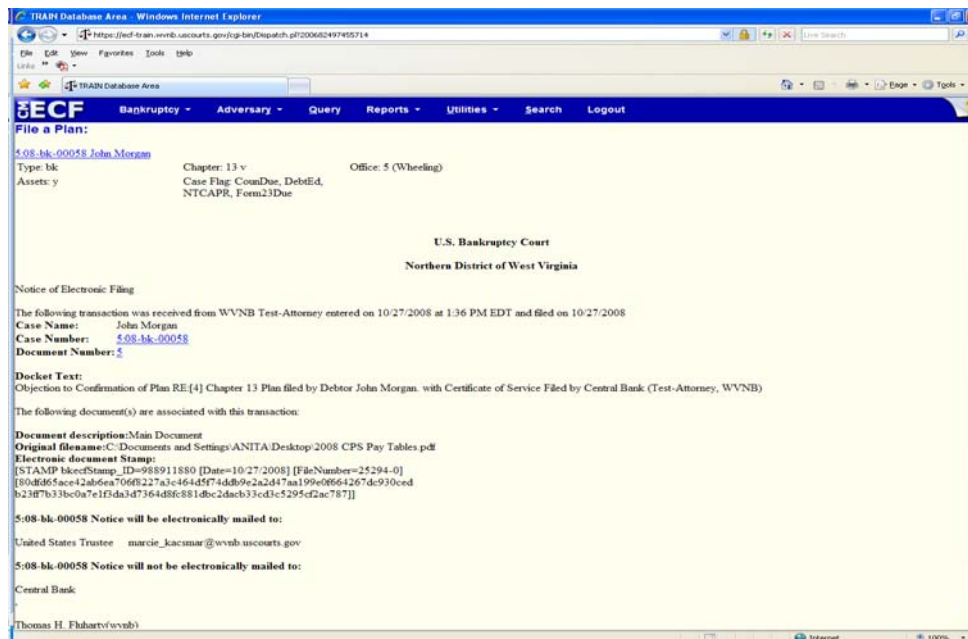 TRAIN Database Area - Windows Internet Explorer
https://ecf-train.wvnb.uscourts.gov/cgi-bin/Dispatch.pl?200682497455714
Live Search
File Edit View Favorites Tools Help
Links
TRAIN Database Area
Page Tools
ECF Bankruptcy Adversary Query Reports Utilities Search Logout
File a Plan:
5:08-bk-00058 John Morgan
Type: bk Chapter: 13 v Office: 5 (Wheeling)
Assets: y Case Flag: CounDue, DebtEd,
NTCAPR, Form23Due
U.S. Bankruptcy Court
Northern District of West Virginia
Notice of Electronic Filing
The following transaction was received from WVNB Test-Attorney entered on 10/27/2008 at 1:36 PM EDT and filed on 10/27/2008
Case Name: John Morgan
Case Number: 5:08-bk-00058
Document Number: 5
Docket Text:
Objection to Confirmation of Plan RE:[4] Chapter 13 Plan filed by Debtor John Morgan. with Certificate of Service Filed by Central Bank (Test-Attorney, WVNB)
The following document(s) are associated with this transaction:
Document description:Main Document
Original filename:C:\Documents and Settings\ANITA\Desktop\2008 CPS Pay Tables.pdf
Electronic document Stamp:
[STAMP bkecfStamp_ID=988911880 [Date=10/27/2008] [FileNumber=25294-0]
[80dfd65ace42ab6ea706f8227a3c464d5f74ddb9e2a2d47aa199e0f664267dc930ced
b23ff7b33bc0a7e1f3da3d7364d8fc881dbc2dacb33cd3c5295cf2ac787]]
5:08-bk-00058 Notice will be electronically mailed to:
United States Trustee marcie_kacsmar@wvnb.uscourts.gov
5:08-bk-00058 Notice will not be electronically mailed to:
Central Bank
,
Thomas H. Fluharty(wvnb)
Internet 100%